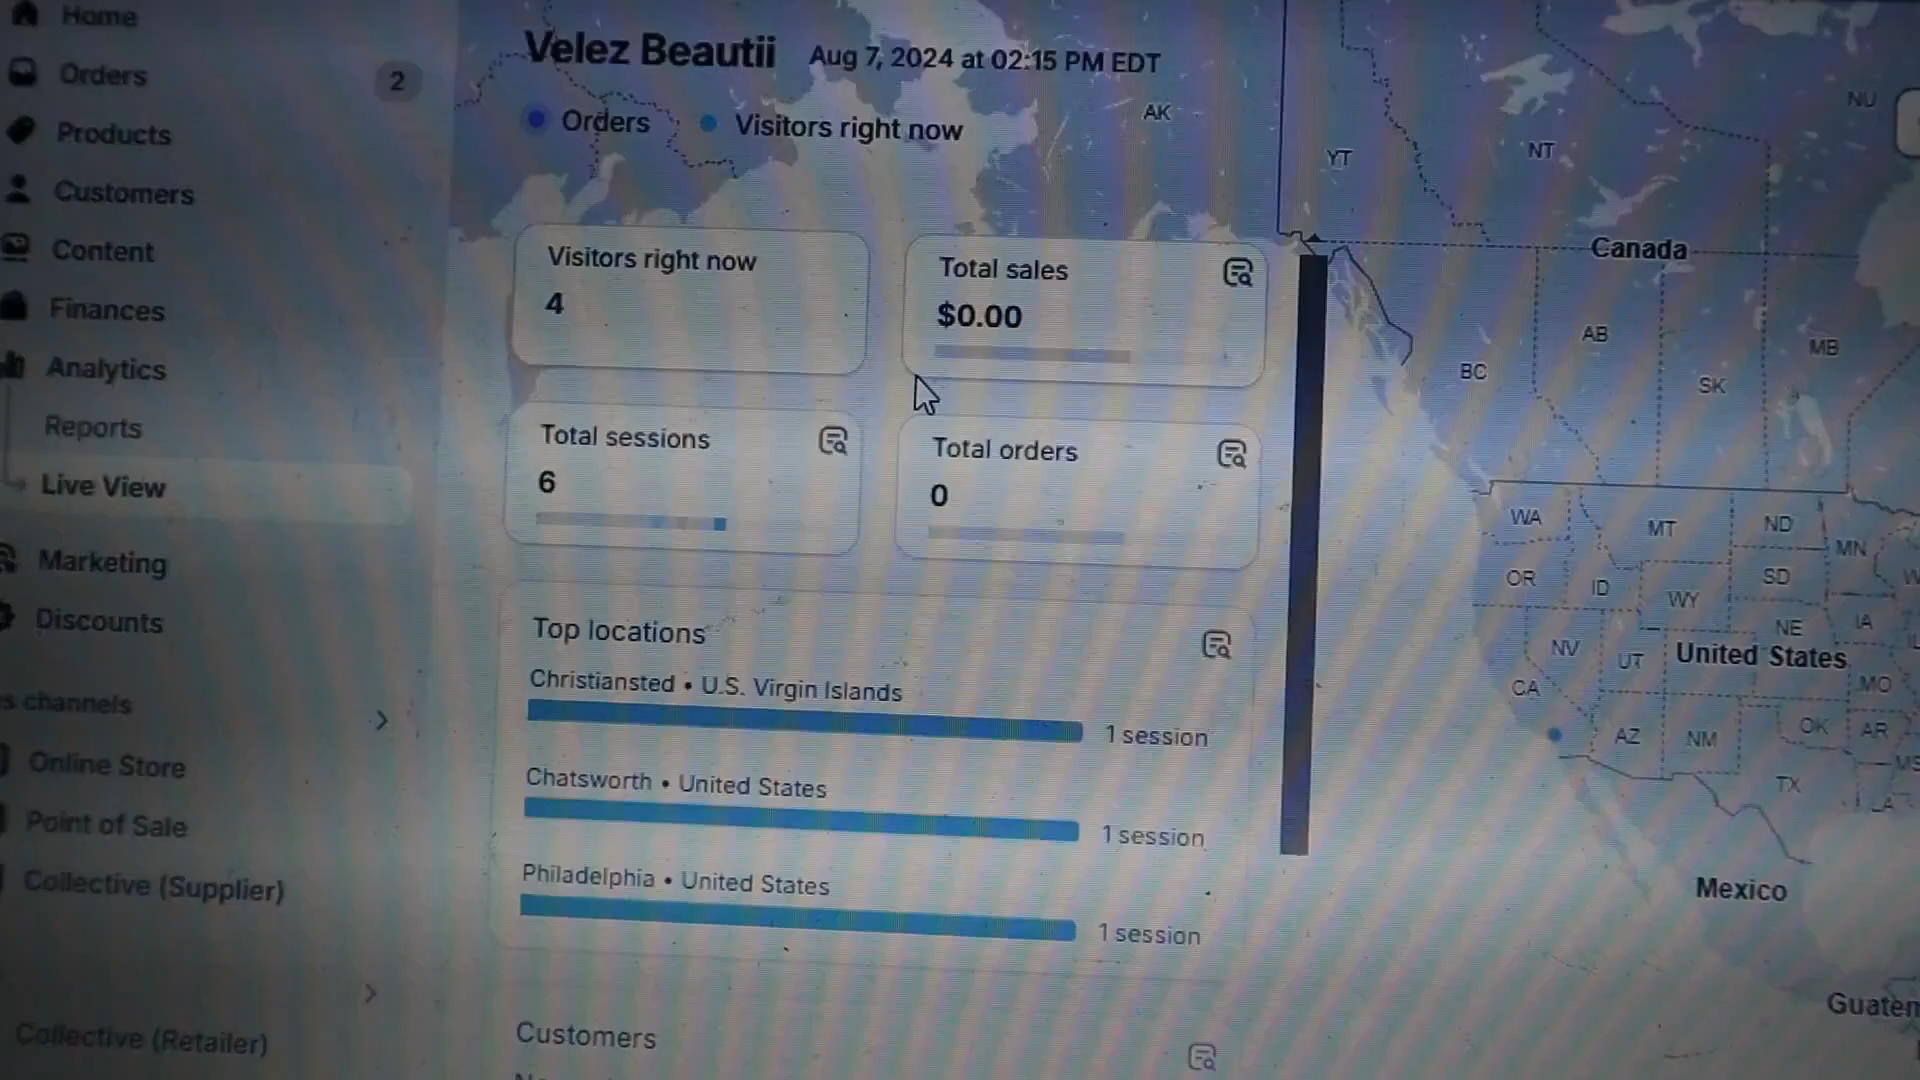 Home
Orders 2
Products
Customers
Content
Finances
Analytics
Reports
Live View
Marketing
Discounts
s channels
Online Store
Point of Sale
Collective (Supplier)
Collective (Retailer)
Velez Beautii Aug 7, 2024 at 02:15 PM EDT
Orders Visitors right now
Visitors right now
4
Total sales
$0.00
Total sessions
6
Total orders
0
Top locations
Christiansted • U.S. Virgin Islands
1 session
Chatsworth • United States
1 session
Philadelphia • United States
1 session
Customers
AK
YT
NT
NU
Canada
BC
AB
SK
MB
WA
MT
ND
MN
OR
ID
WY
SD
NE
IA
NV
UT
United States
CA
MO
AZ
NM
OK
AR
MS
TX
LA
Mexico
Guatem